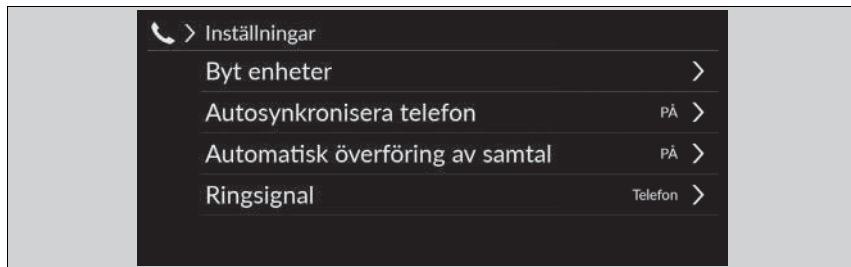 Inställningar
Byt enheter
Autosynkronisera telefon PÅ
Automatisk överföring av samtal PÅ
Ringsignal Telefon